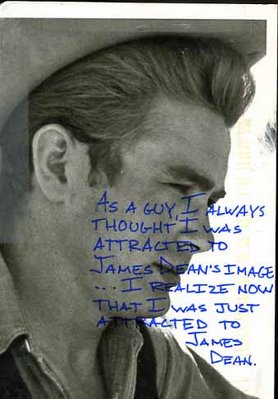 AS A GUY, I ALWAYS
THOUGHT I WAS
ATTRACTED TO
JAMES DEAN'S IMAGE
... I REALIZE NOW
THAT I WAS JUST
ATTRACTED TO
JAMES
DEAN.